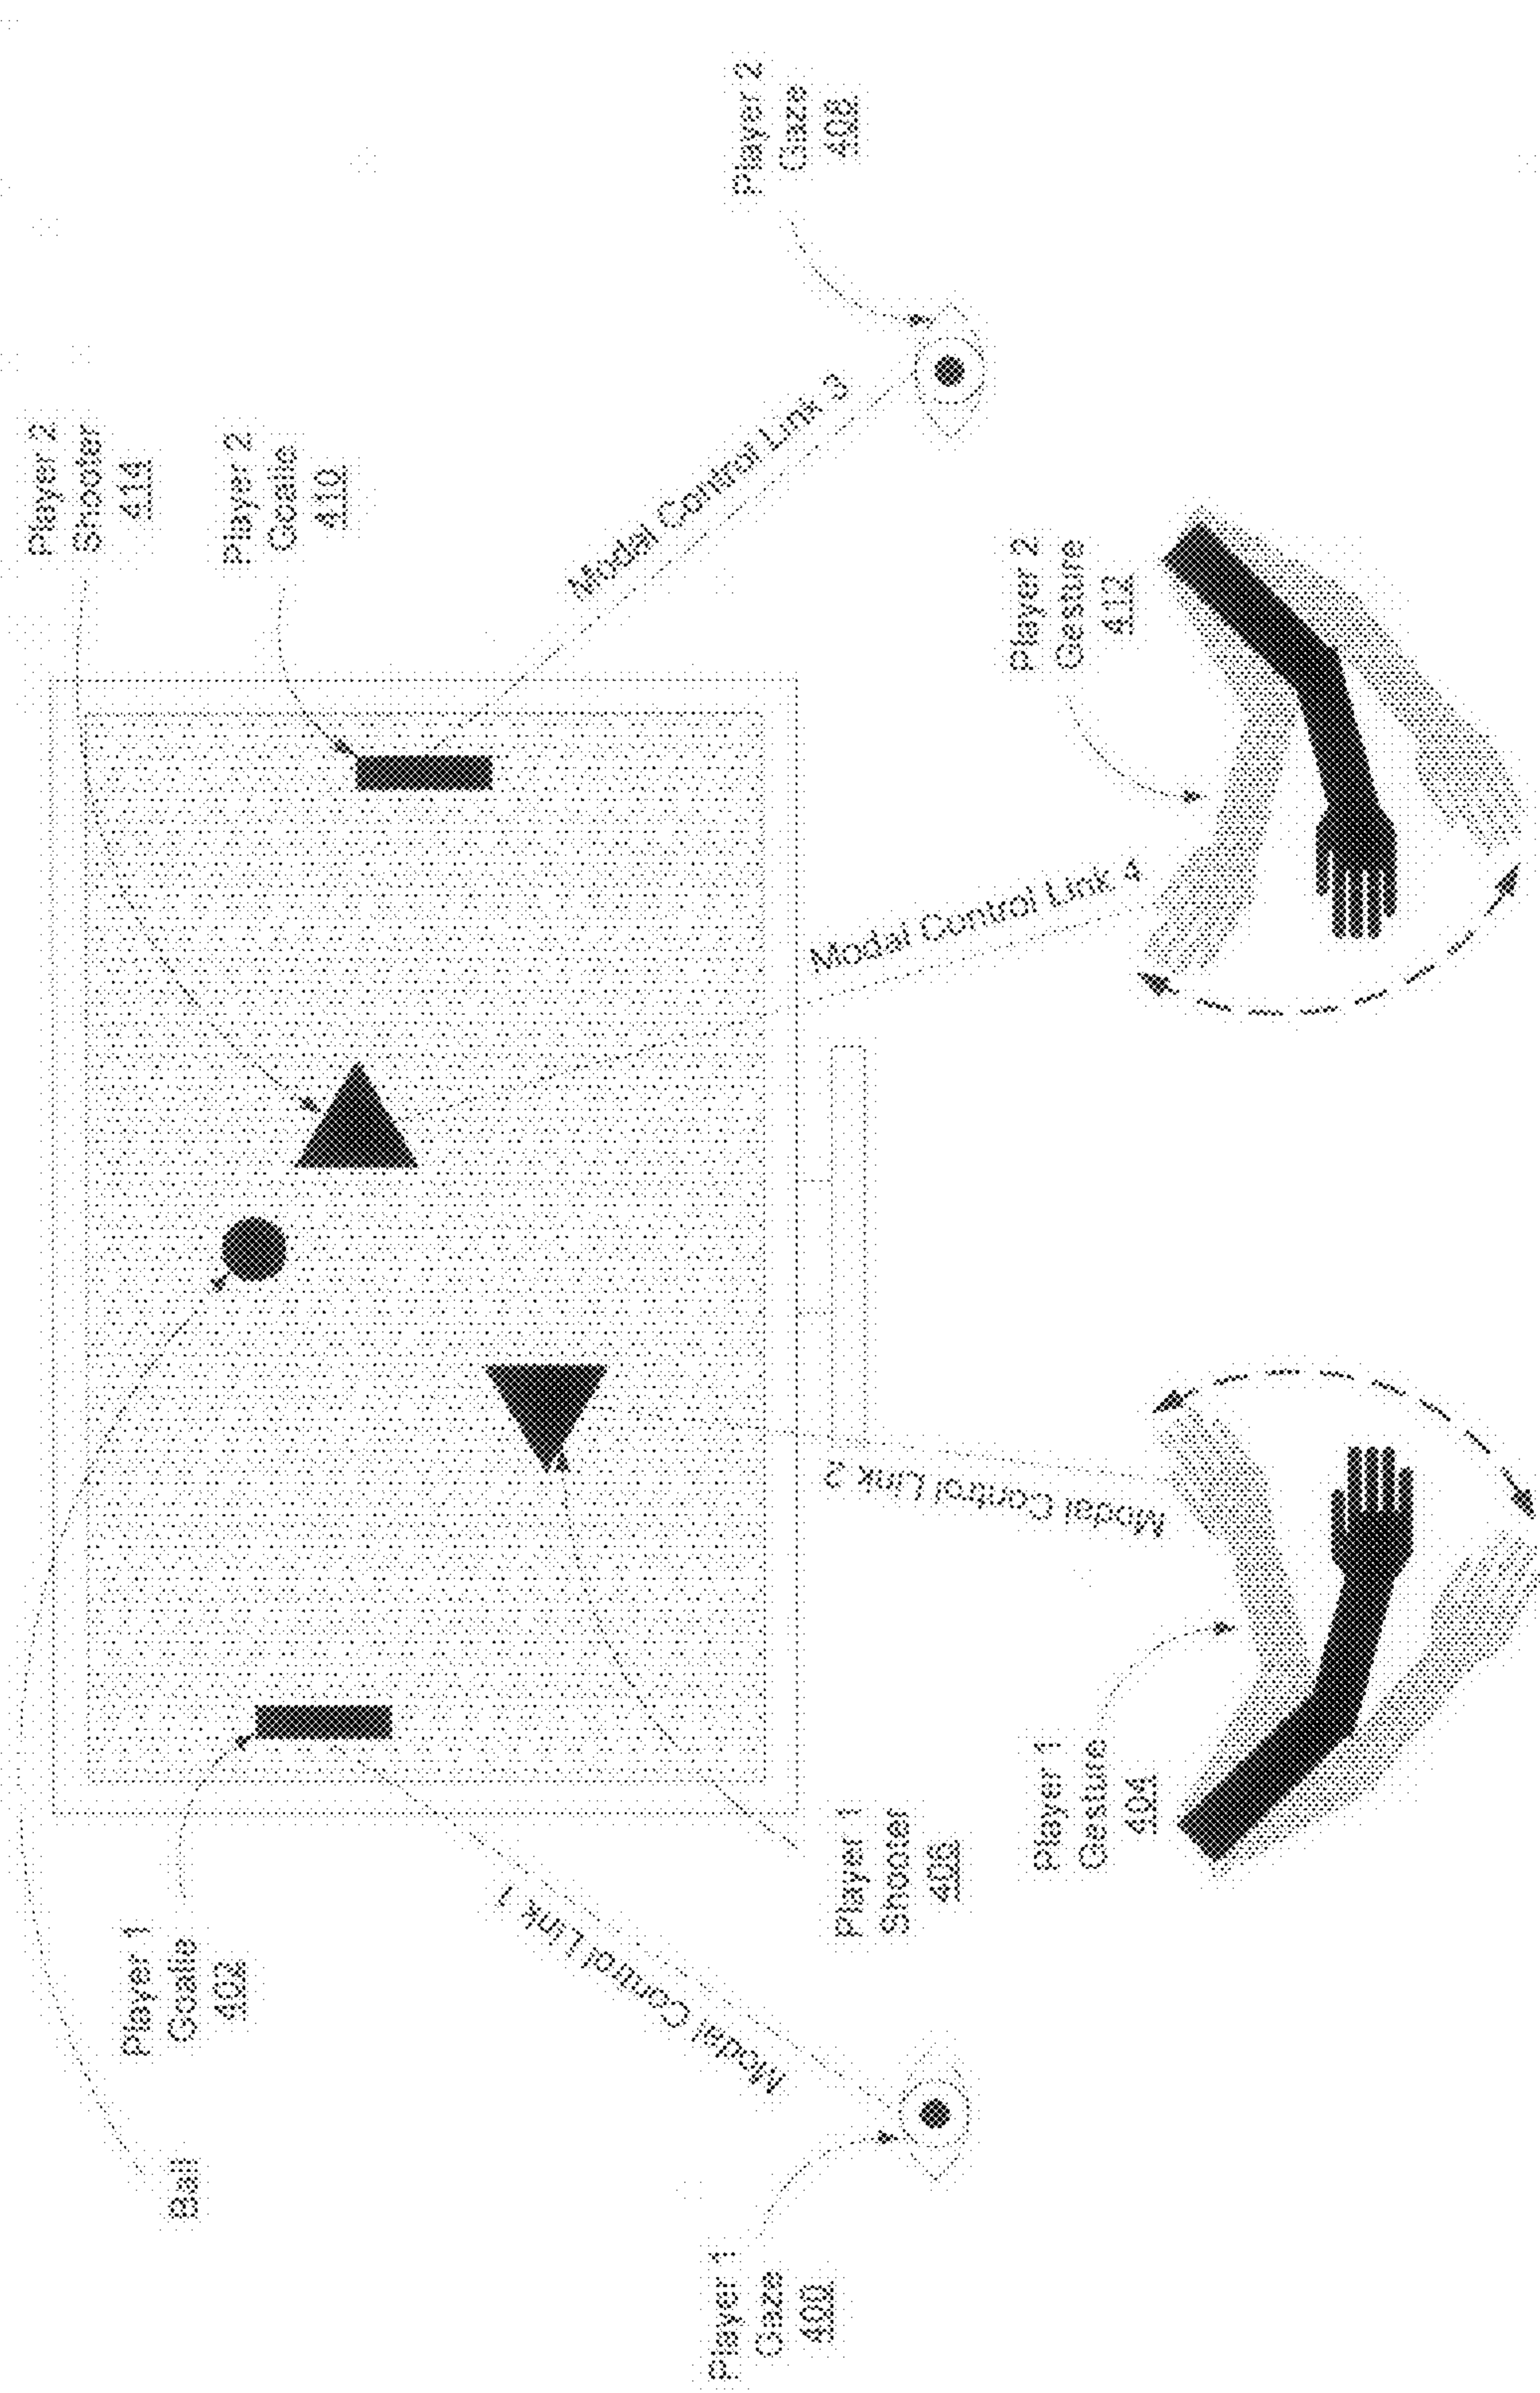 Ball
Player 1
Goalie
402
Player 2
Shooter
414
Player 2
Goalie
410
Player 1
Gaze
400
Modal Control Link 1
Player 1
Shooter
406
Modal Control Link 2
Modal Control Link 4
Modal Control Link 3
Player 2
Gaze
408
Player 1
Gesture
404
Player 2
Gesture
412